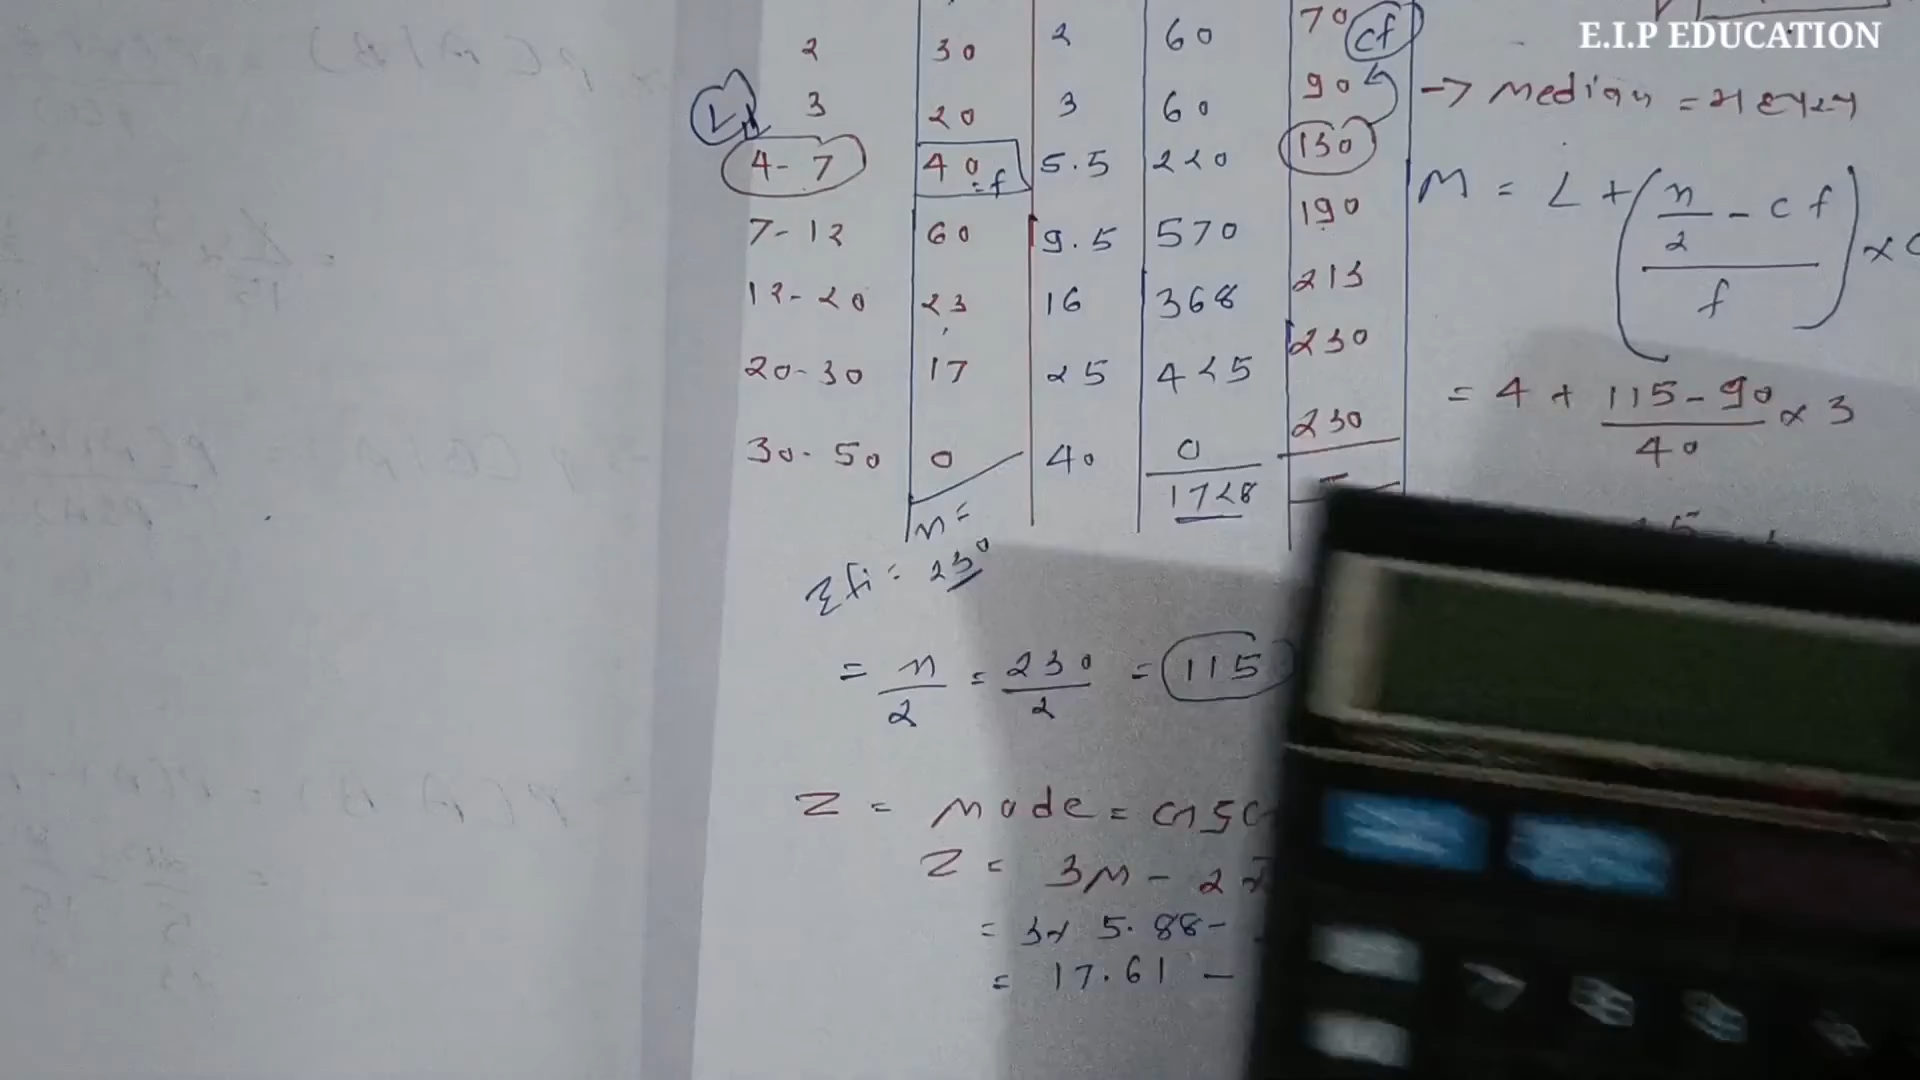 E.I.P EDUCATION
2 30 2 60 70 cf
3 20 3 60 90
L
4-7 40 =f 5.5 220 130
7-12 60 9.5 570 190
12-20 23 16 368 213
20-30 17 25 425 230
30-50 0 40 0 230
1728
n =
Σfi = 230
= n/2 = 230/2 = 115
Z = Mode =
Z = 3M - 2
= 3x 5.88 -
= 17.61 -
→ Median =
M = L + (n/2 - cf / f) x
= 4 + 115-90/40 x 3